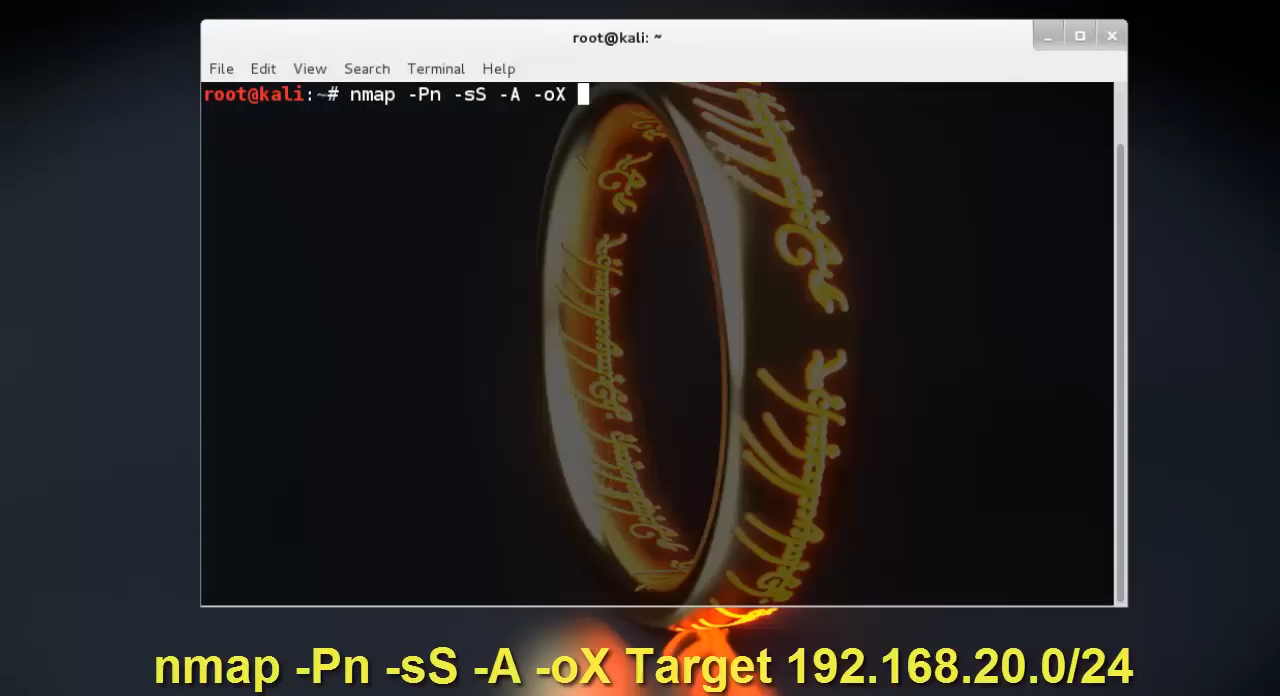 root@kali: ~
File Edit View Search Terminal Help
root@kali:~# nmap -Pn -sS -A -oX
nmap -Pn -sS -A -oX Target 192.168.20.0/24